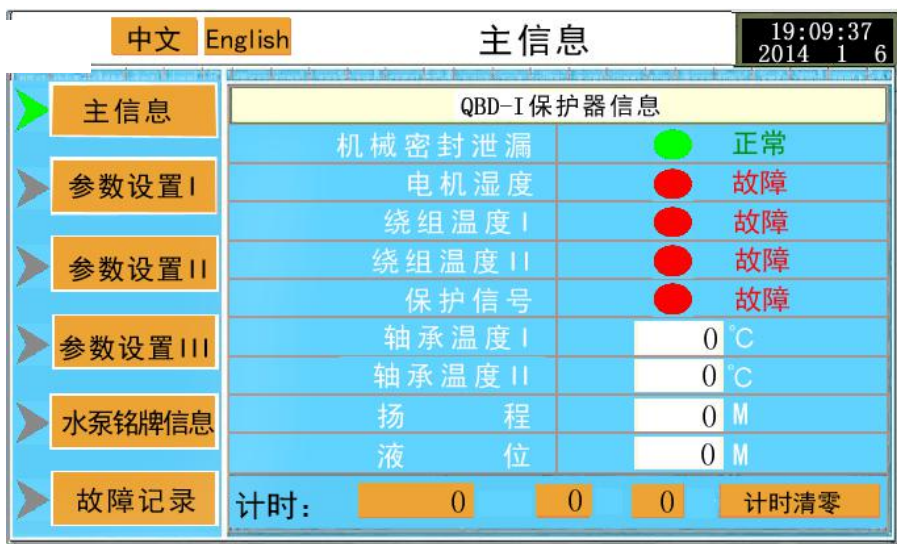 中文 English 主信息 19:09:37
2014 1 6
主信息
参数设置I
参数设置II
参数设置III
水泵铭牌信息
故障记录
QBD-I保护器信息
机械密封泄漏 正常
电机湿度 故障
绕组温度I 故障
绕组温度II 故障
保护信号 故障
轴承温度I 0 ℃
轴承温度II 0 ℃
扬程 0 M
液位 0 M
计时: 0 0 0 计时清零